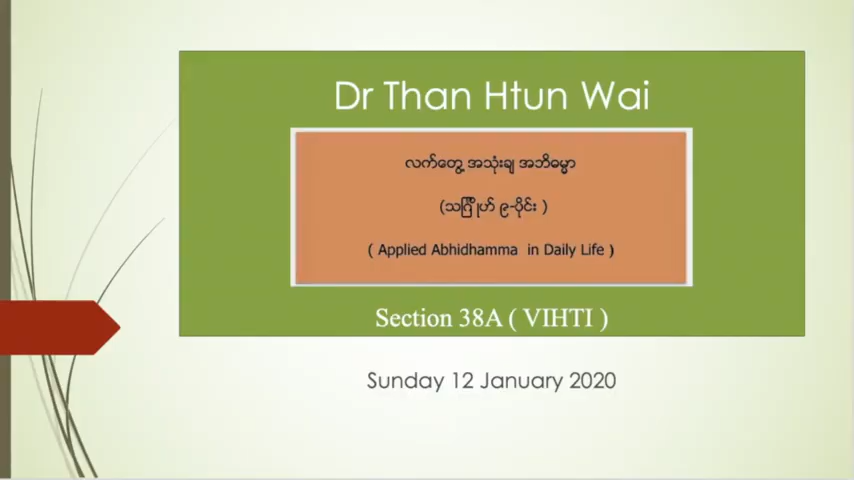 Dr Than Htun Wai
လက်တွေ့ အသုံးချ အဘိဓမ္မာ
(သင်္ဂြိုဟ် ၉-ပိုင်း )
( Applied Abhidhamma in Daily Life )
Section 38A ( VIHTI )
Sunday 12 January 2020